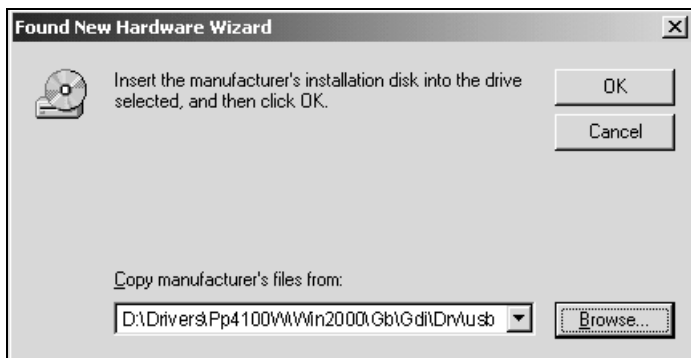 Found New Hardware Wizard
Insert the manufacturer's installation disk into the drive
selected, and then click OK.
OK
Cancel
Copy manufacturer's files from:
D:\Drivers\Pp4100W\Win2000\Gb\Gdi\Drv\usb
Browse...